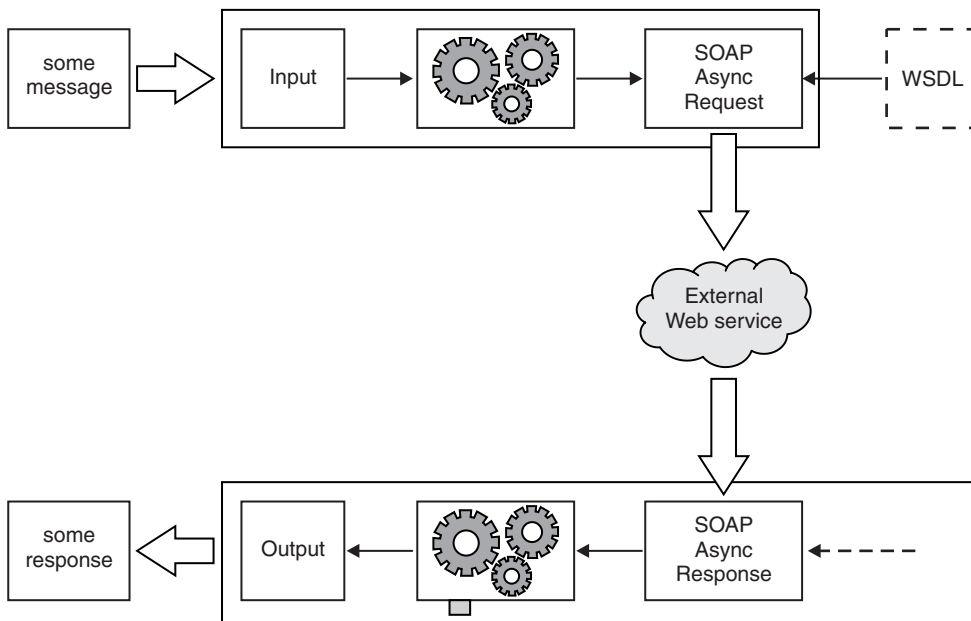 some
message
Input
SOAP
Async
Request
WSDL
External
Web service
some
response
Output
SOAP
Async
Response